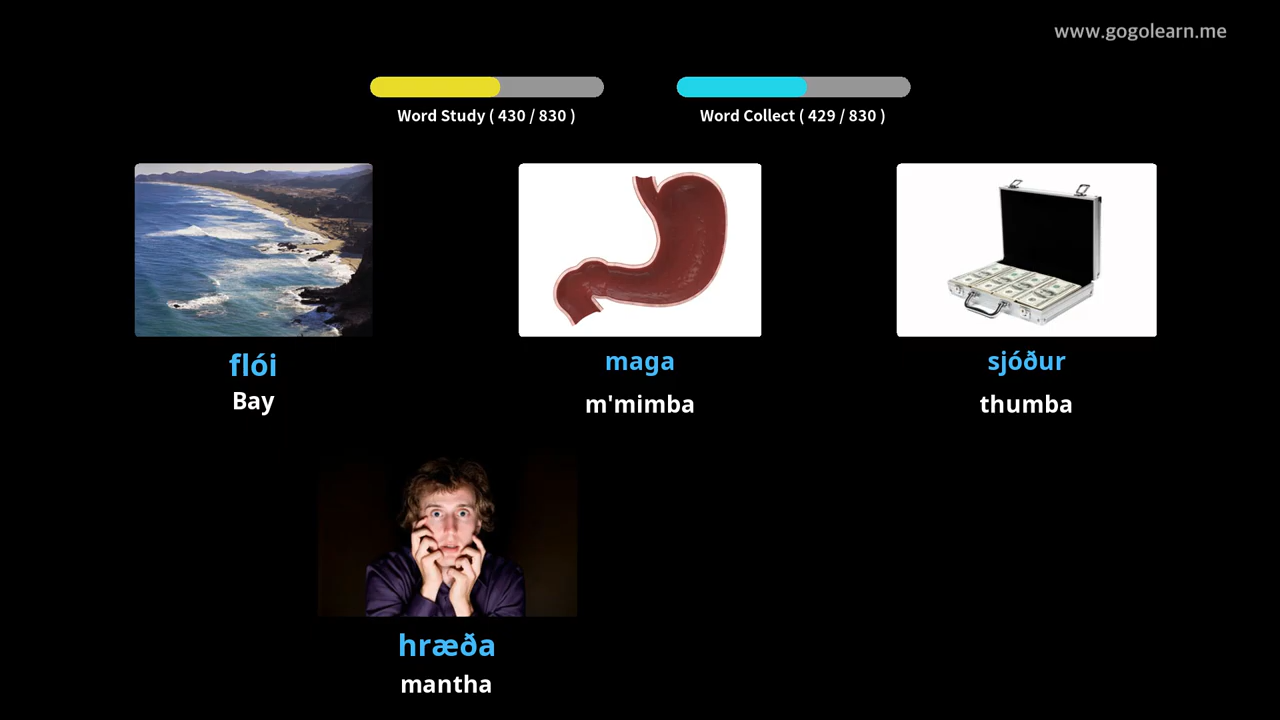 www.gogolearn.me
Word Study ( 430 / 830 )
Word Collect ( 429 / 830 )
flói
Bay
maga
m'mimba
sjóður
thumba
hræða
mantha